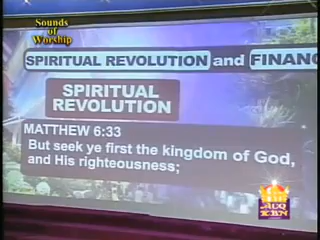 Sounds
of
Worship
SPIRITUAL REVOLUTION and FINANC
SPIRITUAL
REVOLUTION
MATTHEW 6:33
But seek ye first the kingdom of God,
and His righteousness;